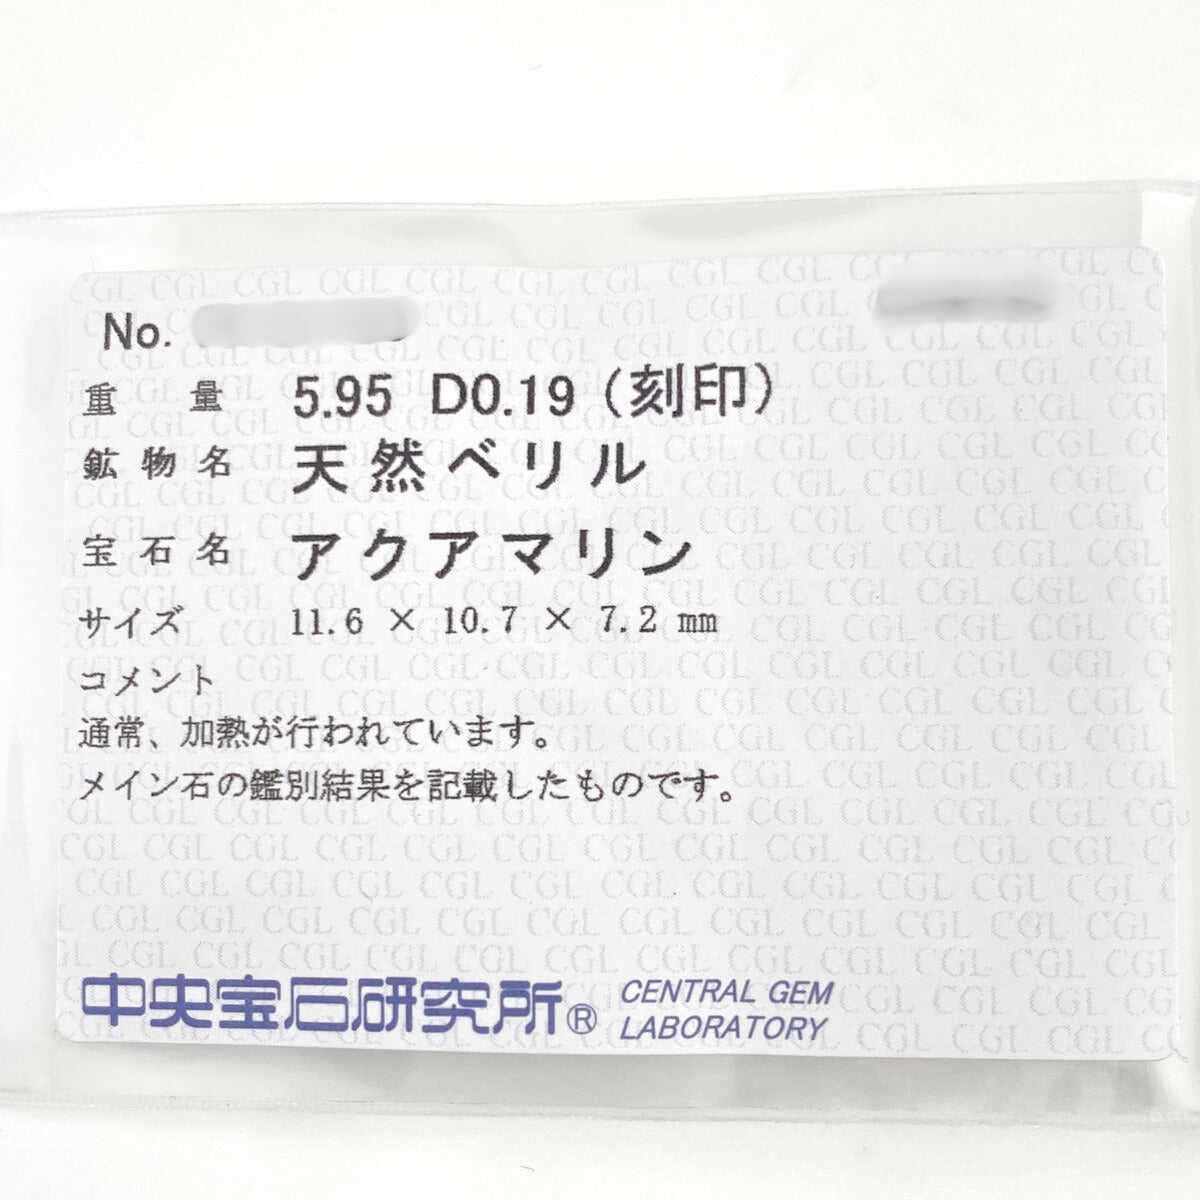 No.
重量 5.95 D0.19 (刻印)
鉱物名 天然ベリル
宝石名 アクアマリン
サイズ 11.6 × 10.7 × 7.2 mm
コメント
通常、加熱が行われています。
メイン石の鑑別結果を記載したものです。
中央宝石研究所® CENTRAL GEM
LABORATORY